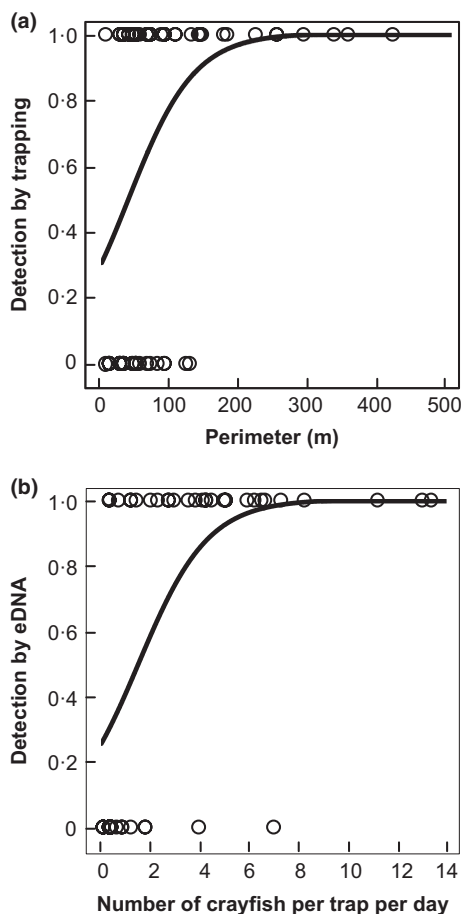 (a)
Detection by trapping
1·0
0·8
0·6
0·4
0·2
0
0 100 200 300 400 500
Perimeter (m)
(b)
Detection by eDNA
1·0
0·8
0·6
0·4
0·2
0
0 2 4 6 8 10 12 14
Number of crayfish per trap per day